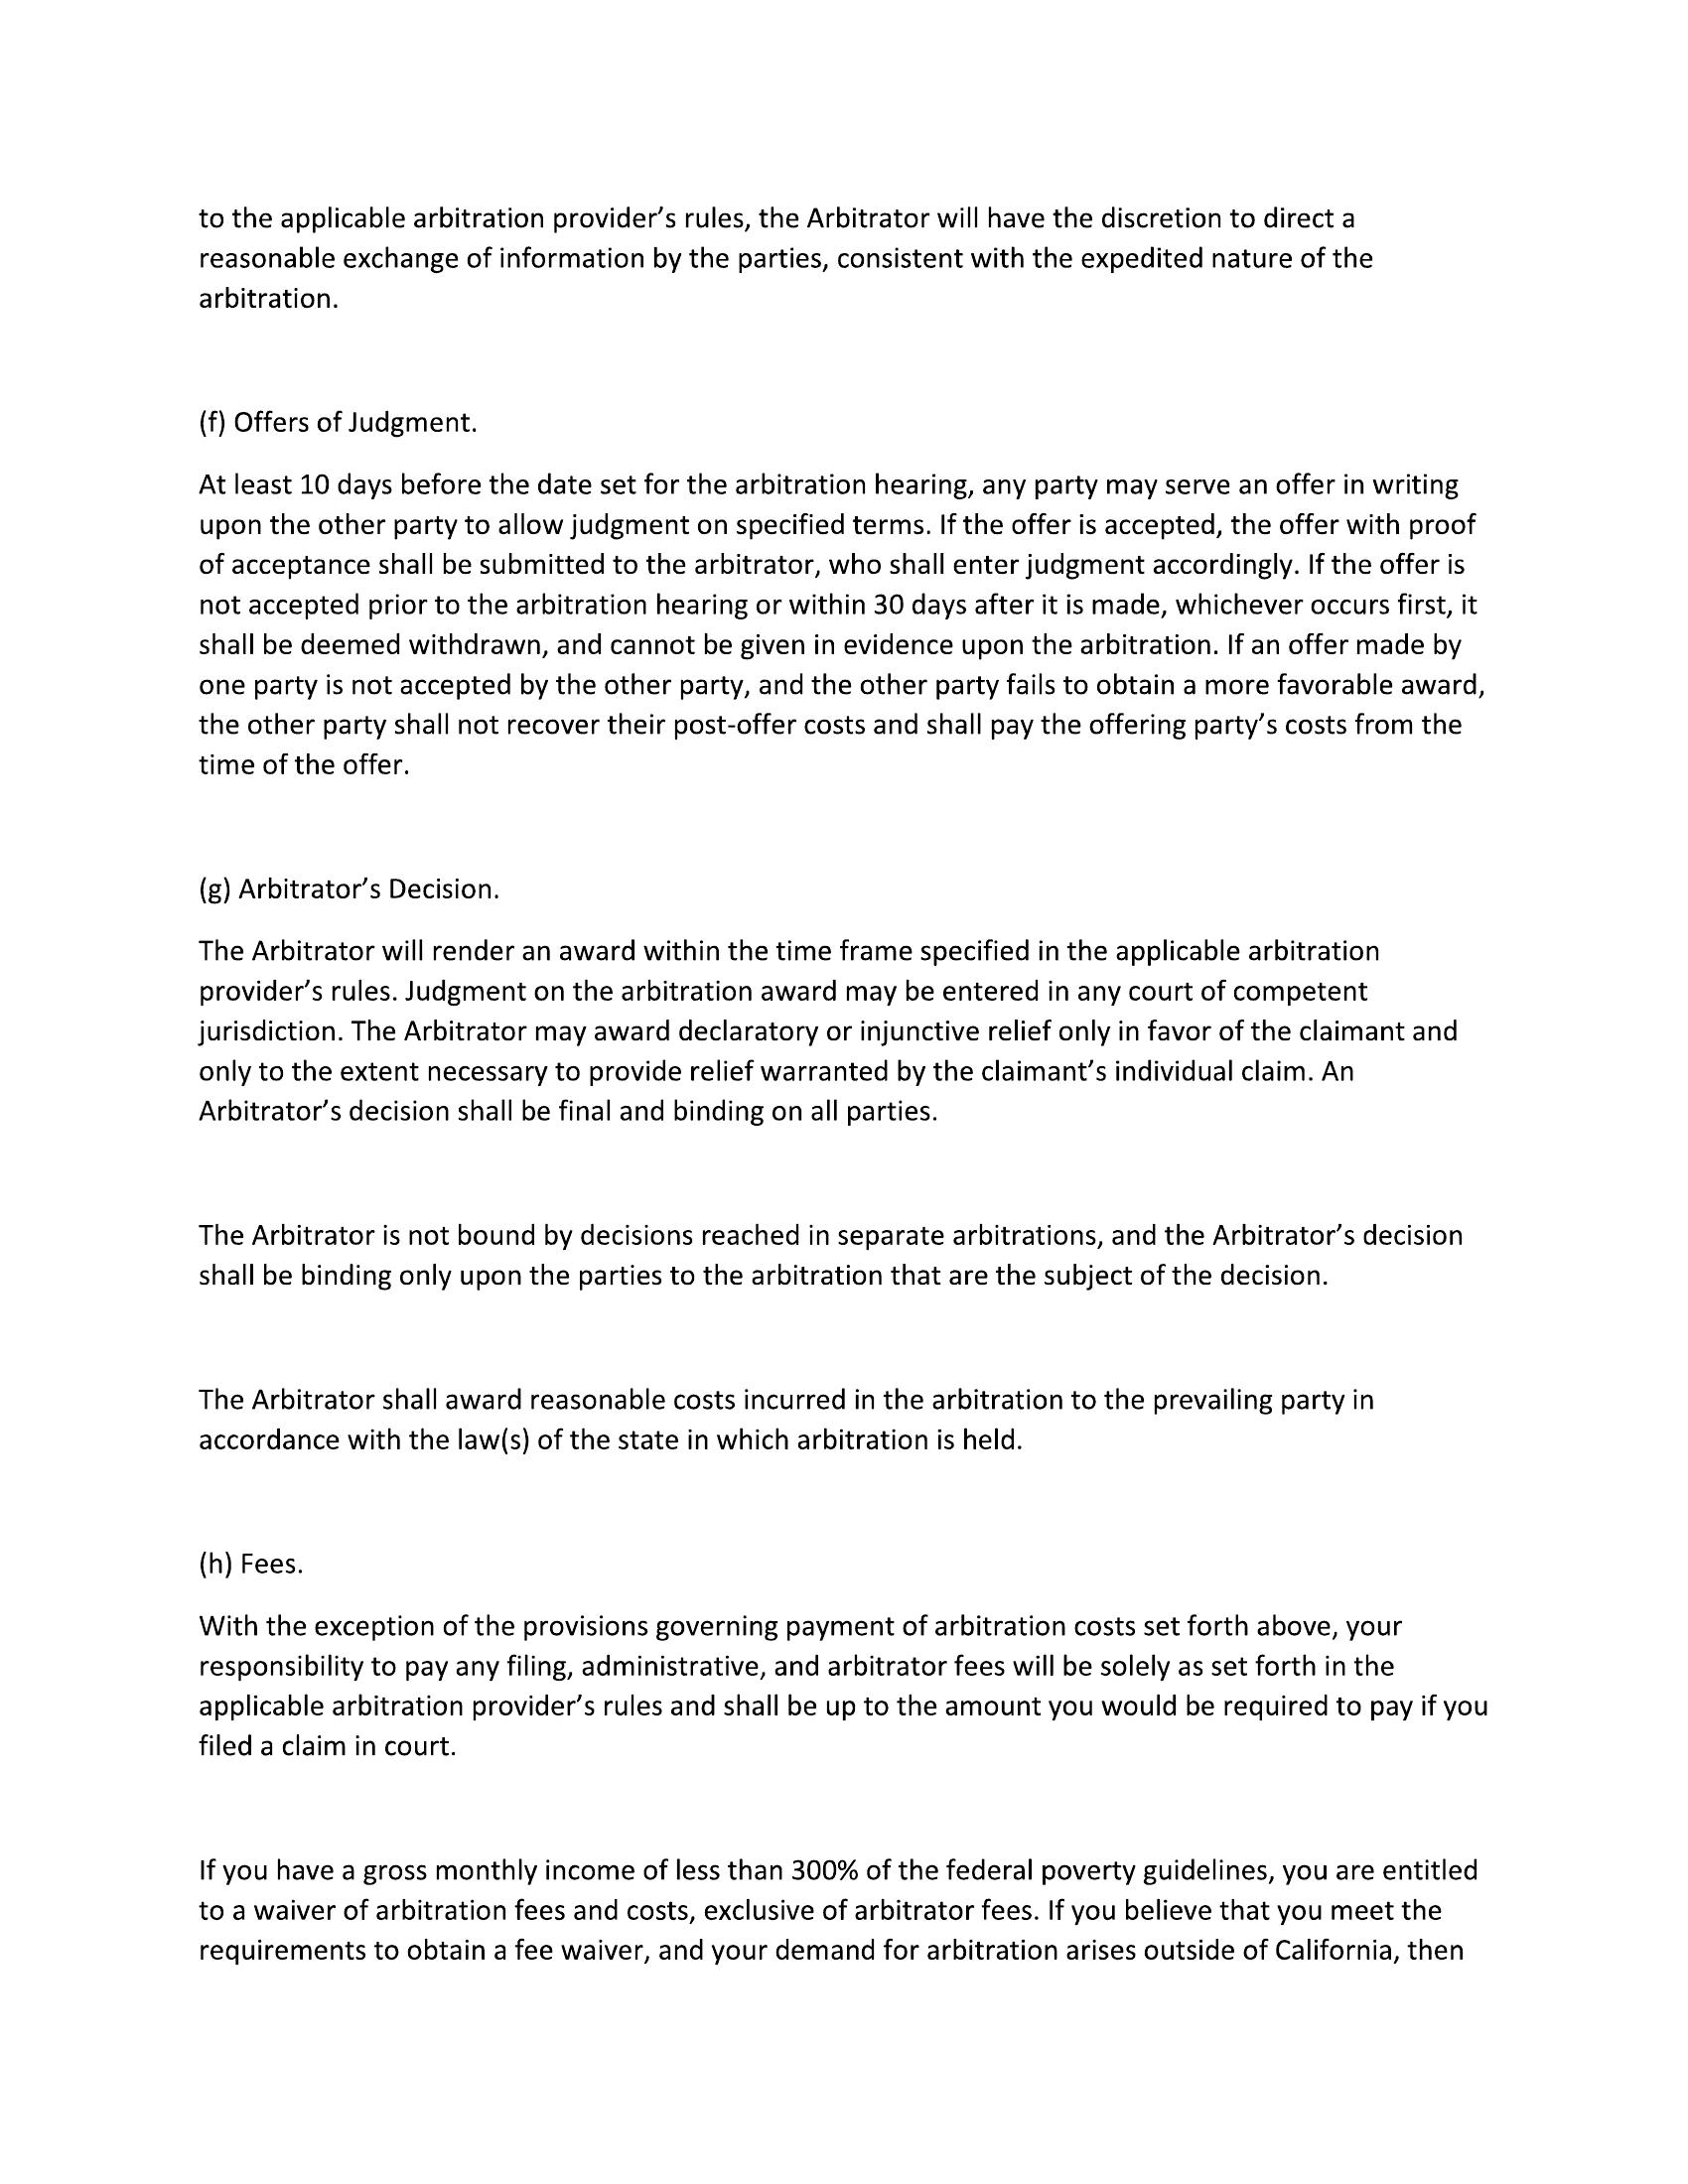 to the applicable arbitration provider’s rules, the Arbitrator will have the discretion to direct a
reasonable exchange of information by the parties, consistent with the expedited nature of the
arbitration.
(f) Offers of Judgment.
At least 10 days before the date set for the arbitration hearing, any party may serve an offer in writing
upon the other party to allow judgment on specified terms. If the offer is accepted, the offer with proof
of acceptance shall be submitted to the arbitrator, who shall enter judgment accordingly. If the offer is
not accepted prior to the arbitration hearing or within 30 days after it is made, whichever occurs first, it
shall be deemed withdrawn, and cannot be given in evidence upon the arbitration. If an offer made by
one party is not accepted by the other party, and the other party fails to obtain a more favorable award,
the other party shall not recover their post-offer costs and shall pay the offering party’s costs from the
time of the offer.
(g) Arbitrator’s Decision.
The Arbitrator will render an award within the time frame specified in the applicable arbitration
provider’s rules. Judgment on the arbitration award may be entered in any court of competent
jurisdiction. The Arbitrator may award declaratory or injunctive relief only in favor of the claimant and
only to the extent necessary to provide relief warranted by the claimant’s individual claim. An
Arbitrator’s decision shall be final and binding on all parties.
The Arbitrator is not bound by decisions reached in separate arbitrations, and the Arbitrator’s decision
shall be binding only upon the parties to the arbitration that are the subject of the decision.
The Arbitrator shall award reasonable costs incurred in the arbitration to the prevailing party in
accordance with the law(s) of the state in which arbitration is held.
(h) Fees.
With the exception of the provisions governing payment of arbitration costs set forth above, your
responsibility to pay any filing, administrative, and arbitrator fees will be solely as set forth in the
applicable arbitration provider’s rules and shall be up to the amount you would be required to pay if you
filed a claim in court.
If you have a gross monthly income of less than 300% of the federal poverty guidelines, you are entitled
to a waiver of arbitration fees and costs, exclusive of arbitrator fees. If you believe that you meet the
requirements to obtain a fee waiver, and your demand for arbitration arises outside of California, then